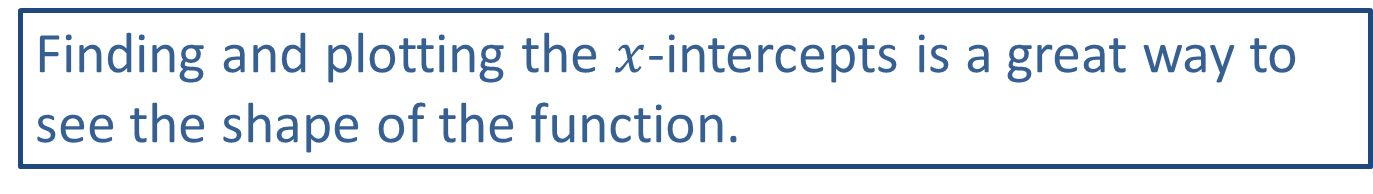 Finding and plotting the 𝑥-intercepts is a great way to
see the shape of the function.